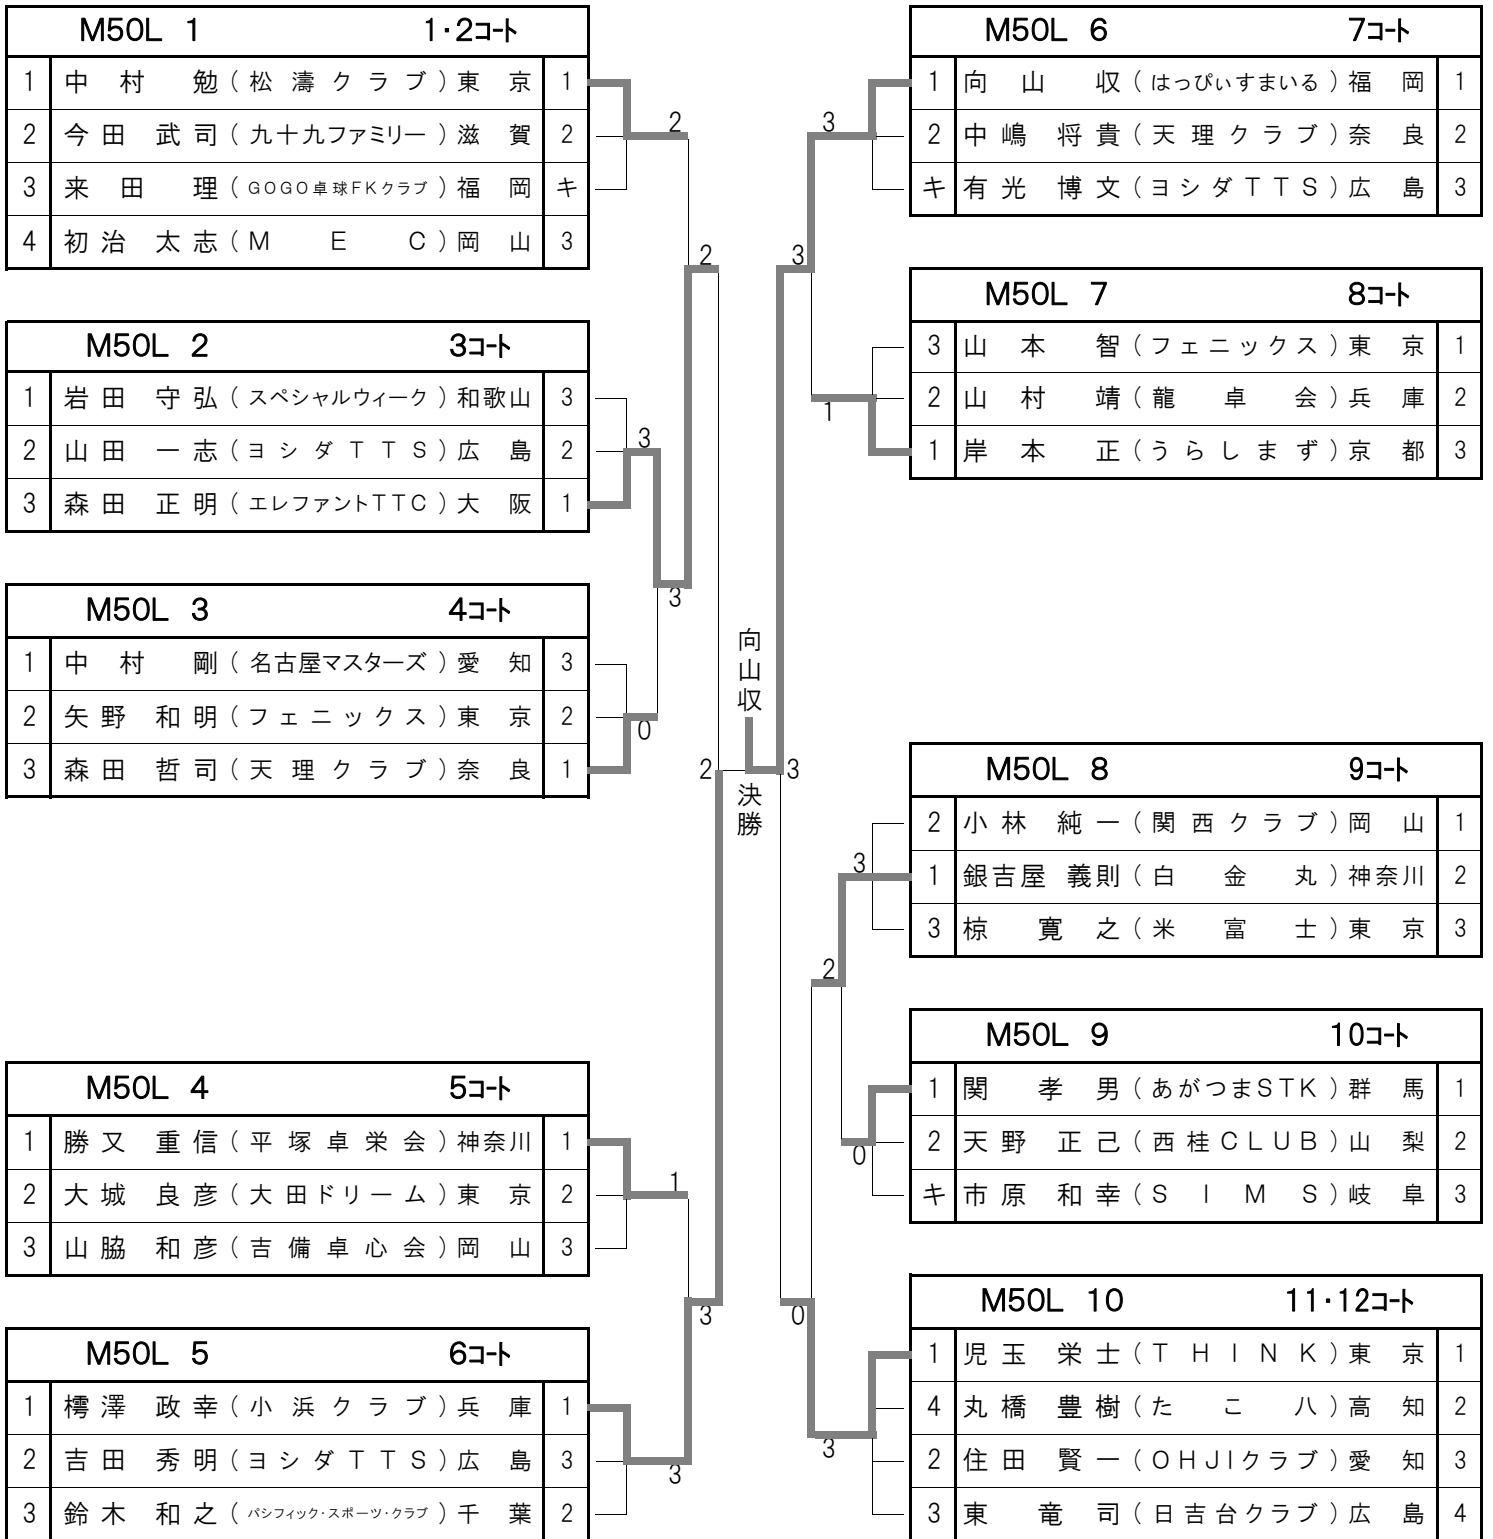 M50L 1 1・2コート
1 中村 勉 (松濤クラブ) 東京 1
2 今田 武司 (九十九ファミリー) 滋賀 2
3 来田 理 (GOGO卓球FKクラブ) 福岡 キ
4 初治 太志 (MEC) 岡山 3
2
2
M50L 2 3コート
1 岩田 守弘 (スペシャルウィーク) 和歌山 3
2 山田 一志 (ヨシダTTS) 広島 2
3 森田 正明 (エレファントTTC) 大阪 1
3
3
M50L 3 4コート
1 中村 剛 (名古屋マスターズ) 愛知 3
2 矢野 和明 (フェニックス) 東京 2
3 森田 哲司 (天理クラブ) 奈良 1
0
2
M50L 4 5コート
1 勝又 重信 (平塚卓栄会) 神奈川 1
2 大城 良彦 (大田ドリーム) 東京 2
3 山脇 和彦 (吉備卓心会) 岡山 3
1
3
M50L 5 6コート
1 樗澤 政幸 (小浜クラブ) 兵庫 1
2 吉田 秀明 (ヨシダTTS) 広島 3
3 鈴木 和之 (パシフィック・スポーツ・クラブ) 千葉 2
3
向山収
決勝
3
M50L 6 7コート
1 向山 収 (はっぴぃすまいる) 福岡 1
2 中嶋 将貴 (天理クラブ) 奈良 2
キ 有光 博文 (ヨシダTTS) 広島 3
3
3
M50L 7 8コート
3 山本 智 (フェニックス) 東京 1
2 山村 靖 (龍卓会) 兵庫 2
1 岸本 正 (うらしまず) 京都 3
1
M50L 8 9コート
2 小林 純一 (関西クラブ) 岡山 1
1 銀吉屋 義則 (白金丸) 神奈川 2
3 椋 寛之 (米富士) 東京 3
3
2
M50L 9 10コート
1 関 孝男 (あがつまSTK) 群馬 1
2 天野 正己 (西桂CLUB) 山梨 2
キ 市原 和幸 (SIMS) 岐阜 3
0
0
M50L 10 11・12コート
1 児玉 栄士 (THINK) 東京 1
4 丸橋 豊樹 (たこ八) 高知 2
2 住田 賢一 (OHJIクラブ) 愛知 3
3 東 竜司 (日吉台クラブ) 広島 4
3